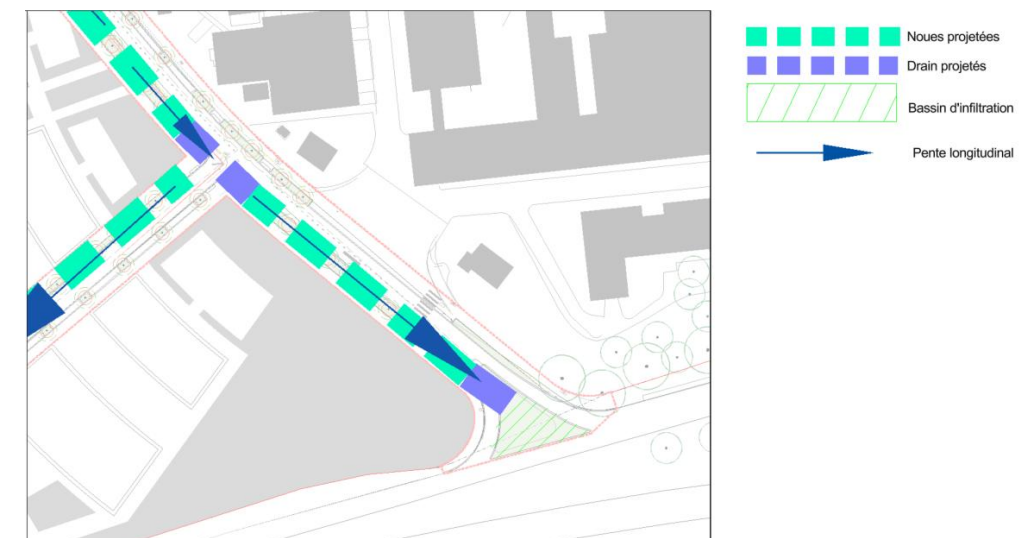 Noues projetées
Drain projetés
Bassin d'infiltration
Pente longitudinal